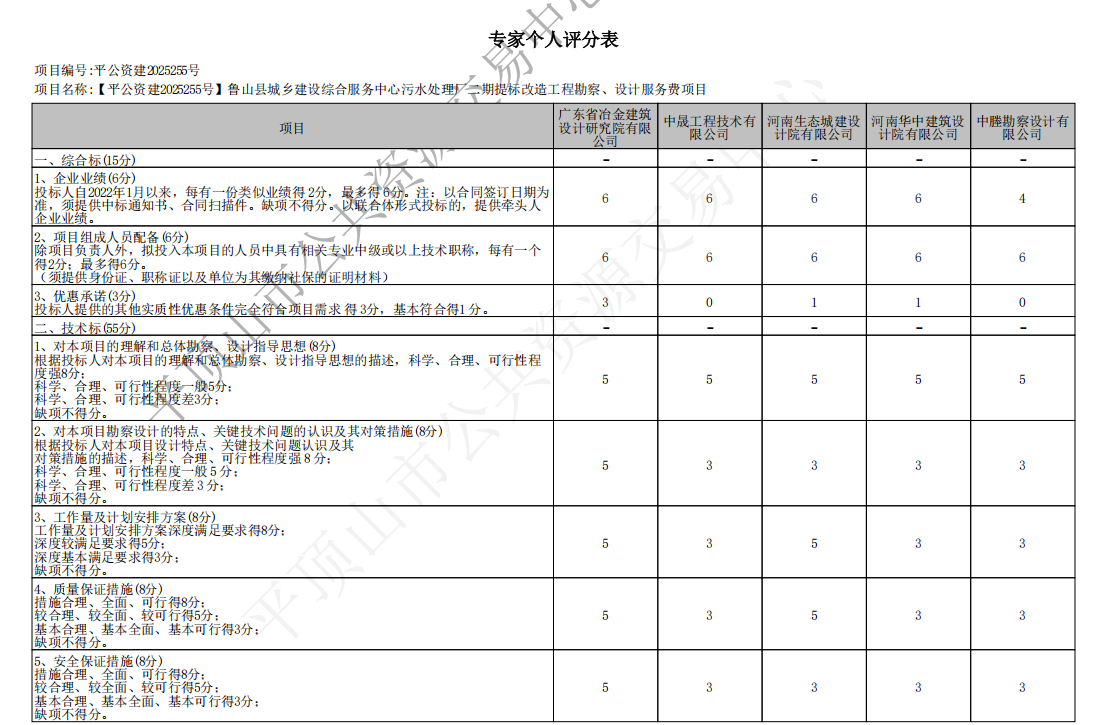 专家个人评分表
项目编号:平公资建2025255号
项目名称:【平公资建2025255号】鲁山县城乡建设综合服务中心污水处理厂二期提标改造工程勘察、设计服务费项目
项目
广东省冶金建筑
设计研究院有限
公司
中晟工程技术有
限公司
河南生态城建设
计院有限公司
河南华中建筑设
计院有限公司
中塍勘察设计有
限公司
一、综合标(15分)
– – – – –
1、企业业绩(6分)
投标人自2022年1月以来，每有一份类似业绩得2分，最多得6分。注：以合同签订日期为
准，须提供中标通知书、合同扫描件。缺项不得分。以联合体形式投标的，提供牵头人
企业业绩。
6 6 6 6 4
2、项目组成人员配备(6分)
除项目负责人外，拟投入本项目的人员中具有相关专业中级或以上技术职称，每有一个
得2分；最多得6分。
（须提供身份证、职称证以及单位为其缴纳社保的证明材料）
6 6 6 6 6
3、优惠承诺(3分)
投标人提供的其他实质性优惠条件完全符合项目需求 得 3分，基本符合得1 分。
3 0 1 1 0
二、技术标(55分)
– – – – –
1、对本项目的理解和总体勘察、设计指导思想(8分)
根据投标人对本项目的理解和总体勘察、设计指导思想的描述，科学、合理、可行性程
度强8分；
科学、合理、可行性程度一般5分；
科学、合理、可行性程度差3分；
缺项不得分。
5 5 5 5 5
2、对本项目勘察设计的特点、关键技术问题的认识及其对策措施(8分)
根据投标人对本项目设计特点、关键技术问题认识及其
对策措施的描述，科学、合理、可行性程度强 8 分；
科学、合理、可行性程度一般 5 分；
科学、合理、可行性程度差 3 分；
缺项不得分。
5 3 3 3 3
3、工作量及计划安排方案(8分)
工作量及计划安排方案深度满足要求得8分；
深度较满足要求得5分；
深度基本满足要求得3分；
缺项不得分。
5 3 5 3 3
4、质量保证措施(8分)
措施合理、全面、可行得8分；
较合理、较全面、较可行得5分；
基本合理、基本全面、基本可行得3分；
缺项不得分。
5 3 5 3 3
5、安全保证措施(8分)
措施合理、全面、可行得8分；
较合理、较全面、较可行得5分；
基本合理、基本全面、基本可行得3分；
缺项不得分。
5 3 3 3 3
平顶山市公共资源交易中心
平顶山市公共资源交易中心